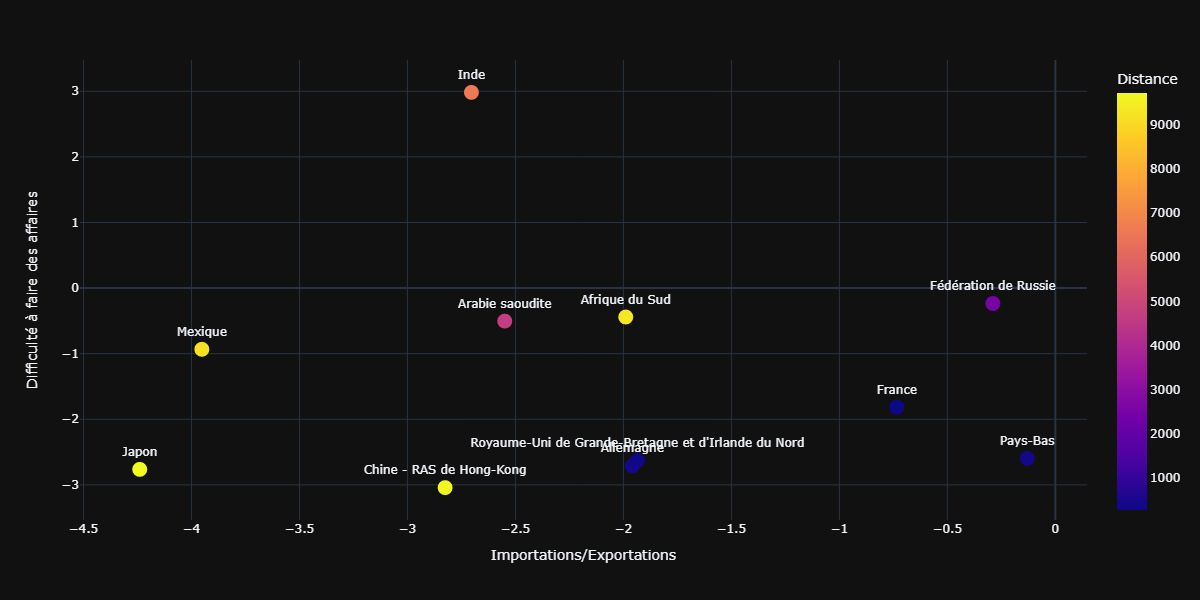 Distance
Inde
3
9000
2
8000
1
7000
0
6000
−1
5000
−2
4000
−3
3000
2000
1000
Difficulté à faire des affaires
Fédération de Russie
Afrique du Sud
Arabie saoudite
Mexique
France
Pays-Bas
Royaume-Uni de Grande-Bretagne et d'Irlande du Nord
Allemagne
Japon
Chine - RAS de Hong-Kong
−4.5
−4
−3.5
−3
−2.5
−2
−1.5
−1
−0.5
0
Importations/Exportations